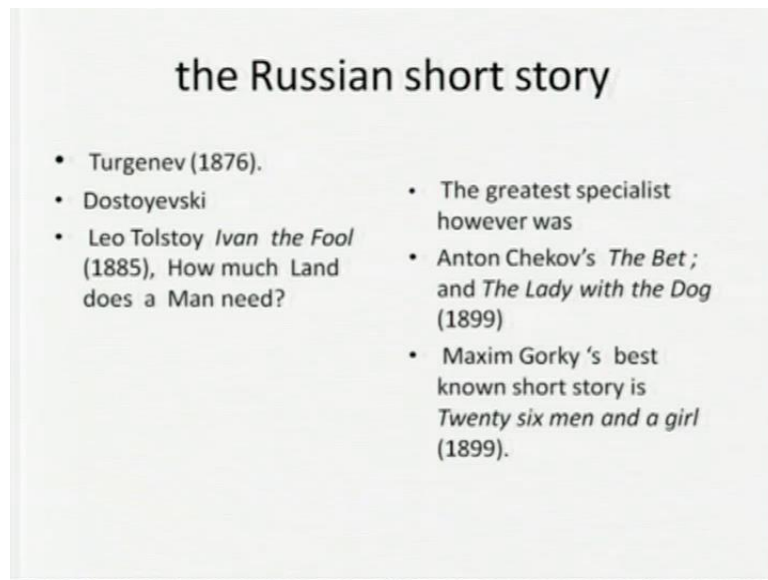 the Russian short story
• Turgenev (1876).
• Dostoyevski
• Leo Tolstoy Ivan the Fool
(1885), How much Land
does a Man need?
• The greatest specialist
however was
• Anton Chekov's The Bet ;
and The Lady with the Dog
(1899)
• Maxim Gorky ‘s best
known short story is
Twenty six men and a girl
(1899).